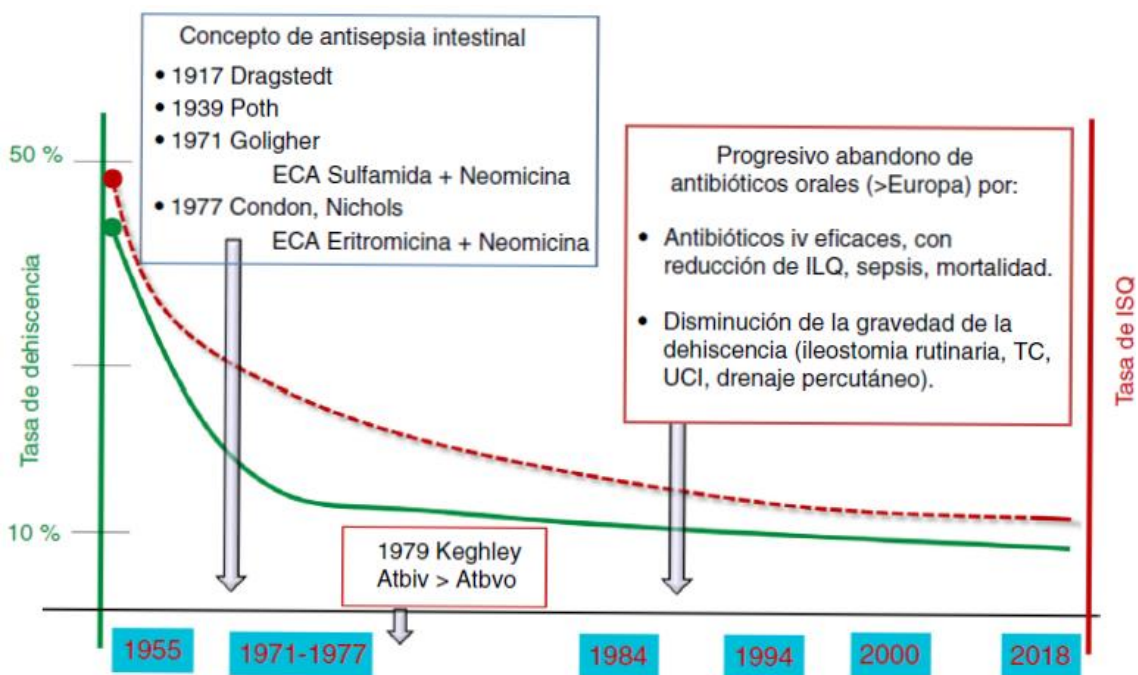 Concepto de antisepsia intestinal
• 1917 Dragstedt
• 1939 Poth
• 1971 Goligher
ECA Sulfamida + Neomicina
• 1977 Condon, Nichols
ECA Eritromicina + Neomicina
50 %
10 %
Tasa de dehiscencia
Progresivo abandono de
antibióticos orales (>Europa) por:
• Antibióticos iv eficaces, con
reducción de ILQ, sepsis, mortalidad.
• Disminución de la gravedad de la
dehiscencia (ileostomia rutinaria, TC,
UCI, drenaje percutáneo).
Tasa de ISQ
1979 Keghley
Atbiv > Atbvo
1955
1971-1977
1984
1994
2000
2018